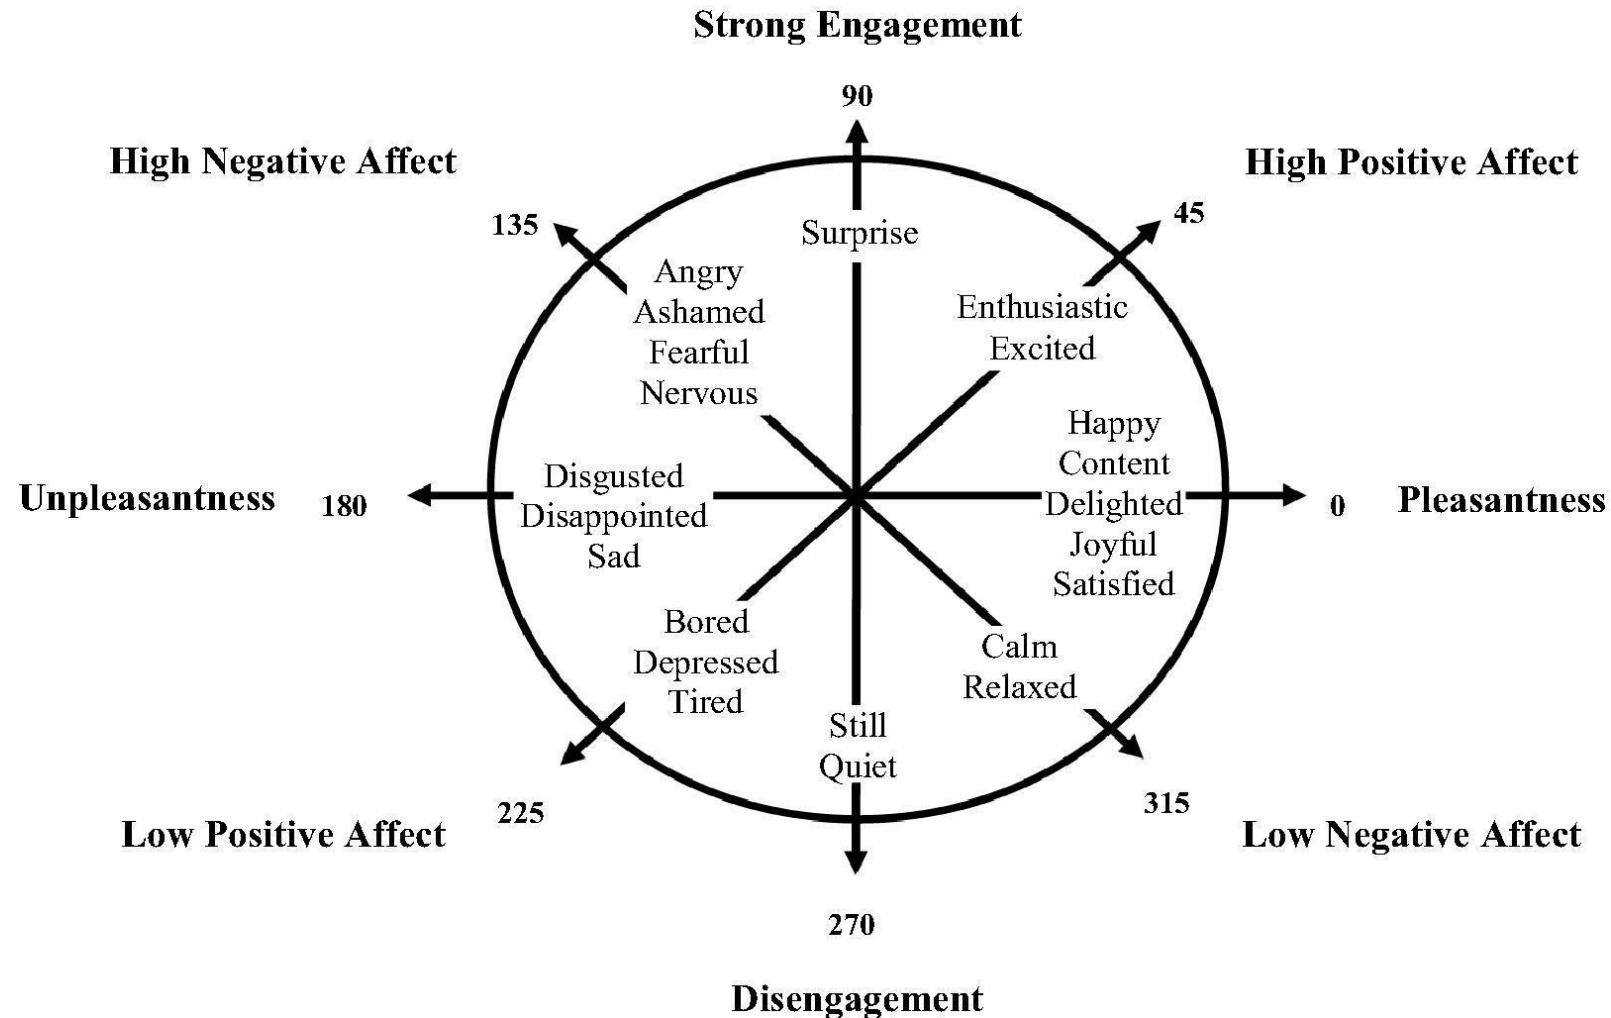 Strong Engagement
90
High Negative Affect
High Positive Affect
135
45
Surprise
Angry
Ashamed
Fearful
Nervous
Enthusiastic
Excited
Happy
Content
Delighted
Joyful
Satisfied
Unpleasantness
180
Disgusted
Disappointed
Sad
0
Pleasantness
Bored
Depressed
Tired
Calm
Relaxed
Still
Quiet
225
315
Low Positive Affect
Low Negative Affect
270
Disengagement